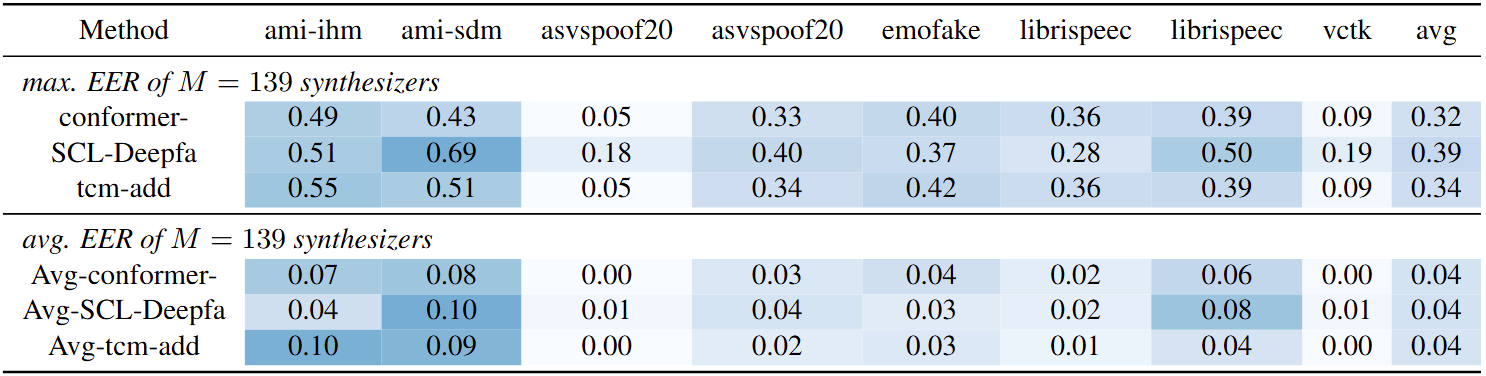 Method ami-ihm ami-sdm asvspoof20 asvspoof20 emofake librispeec librispeec vctk avg
max. EER of M = 139 synthesizers
conformer- 0.49 0.43 0.05 0.33 0.40 0.36 0.39 0.09 0.32
SCL-Deepfa 0.51 0.69 0.18 0.40 0.37 0.28 0.50 0.19 0.39
tcm-add 0.55 0.51 0.05 0.34 0.42 0.36 0.39 0.09 0.34
avg. EER of M = 139 synthesizers
Avg-conformer- 0.07 0.08 0.00 0.03 0.04 0.02 0.06 0.00 0.04
Avg-SCL-Deepfa 0.04 0.10 0.01 0.04 0.03 0.02 0.08 0.01 0.04
Avg-tcm-add 0.10 0.09 0.00 0.02 0.03 0.01 0.04 0.00 0.04